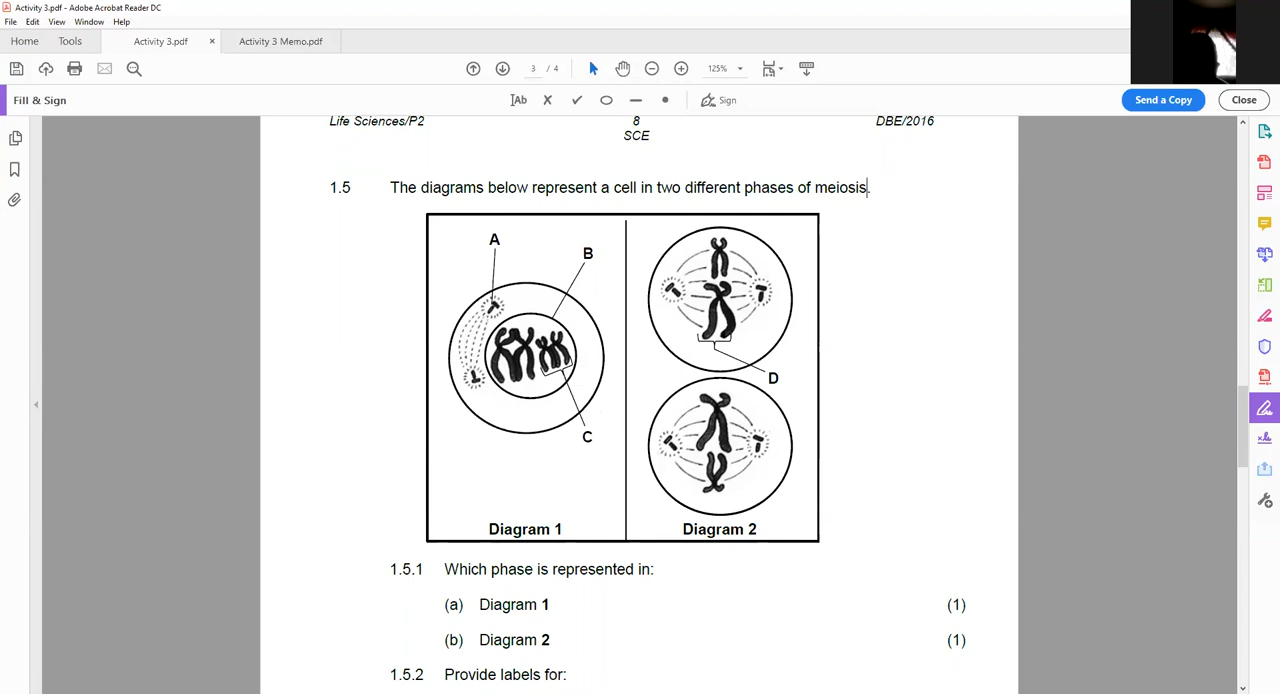 Activity 3.pdf - Adobe Acrobat Reader DC
File Edit View Window Help
Home Tools Activity 3.pdf × Activity 3 Memo.pdf
3 / 4 125%
Fill & Sign Ab Sign Send a Copy Close
Life Sciences/P2 8 DBE/2016
SCE
1.5 The diagrams below represent a cell in two different phases of meiosis.
A
B
C
D
Diagram 1 Diagram 2
1.5.1 Which phase is represented in:
(a) Diagram 1 (1)
(b) Diagram 2 (1)
1.5.2 Provide labels for: